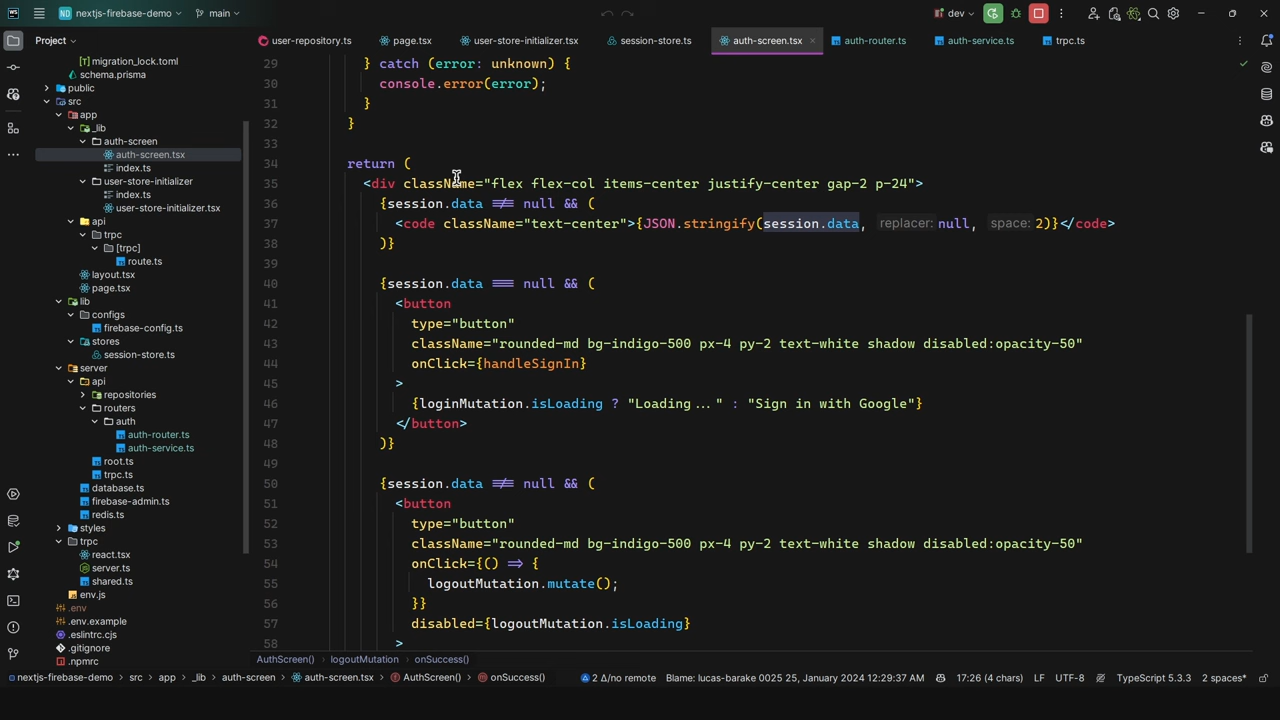 WS
ND nextjs-firebase-demo
main
dev
Project
user-repository.ts
page.tsx
user-store-initializer.tsx
session-store.ts
auth-screen.tsx
auth-router.ts
auth-service.ts
trpc.ts
migration_lock.toml
schema.prisma
public
src
app
_lib
auth-screen
auth-screen.tsx
index.ts
user-store-initializer
index.ts
user-store-initializer.tsx
api
trpc
[trpc]
route.ts
layout.tsx
page.tsx
lib
configs
firebase-config.ts
stores
session-store.ts
server
api
repositories
routers
auth
auth-router.ts
auth-service.ts
root.ts
trpc.ts
database.ts
firebase-admin.ts
redis.ts
styles
trpc
react.tsx
server.ts
shared.ts
env.js
.env
.env.example
.eslintrc.cjs
.gitignore
.npmrc
29 } catch (error: unknown) {
30 console.error(error);
31 }
32 }
33
34 return (
35 <div className="flex flex-col items-center justify-center gap-2 p-24">
36 {session.data !== null && (
37 <code className="text-center">{JSON.stringify(session.data, replacer: null, space: 2)}</code>
38 )}
39
40 {session.data === null && (
41 <button
42 type="button"
43 className="rounded-md bg-indigo-500 px-4 py-2 text-white shadow disabled:opacity-50"
44 onClick={handleSignIn}
45 >
46 {loginMutation.isLoading ? "Loading..." : "Sign in with Google"}
47 </button>
48 )}
49
50 {session.data !== null && (
51 <button
52 type="button"
53 className="rounded-md bg-indigo-500 px-4 py-2 text-white shadow disabled:opacity-50"
54 onClick={() => {
55 logoutMutation.mutate();
56 }}
57 disabled={logoutMutation.isLoading}
58 >
AuthScreen() › logoutMutation › onSuccess()
nextjs-firebase-demo › src › app › _lib › auth-screen › auth-screen.tsx › AuthScreen() › onSuccess()
2 Δ/no remote
Blame: lucas-barake 0025 25, January 2024 12:29:37 AM
17:26 (4 chars)
LF
UTF-8
TypeScript 5.3.3
2 spaces*